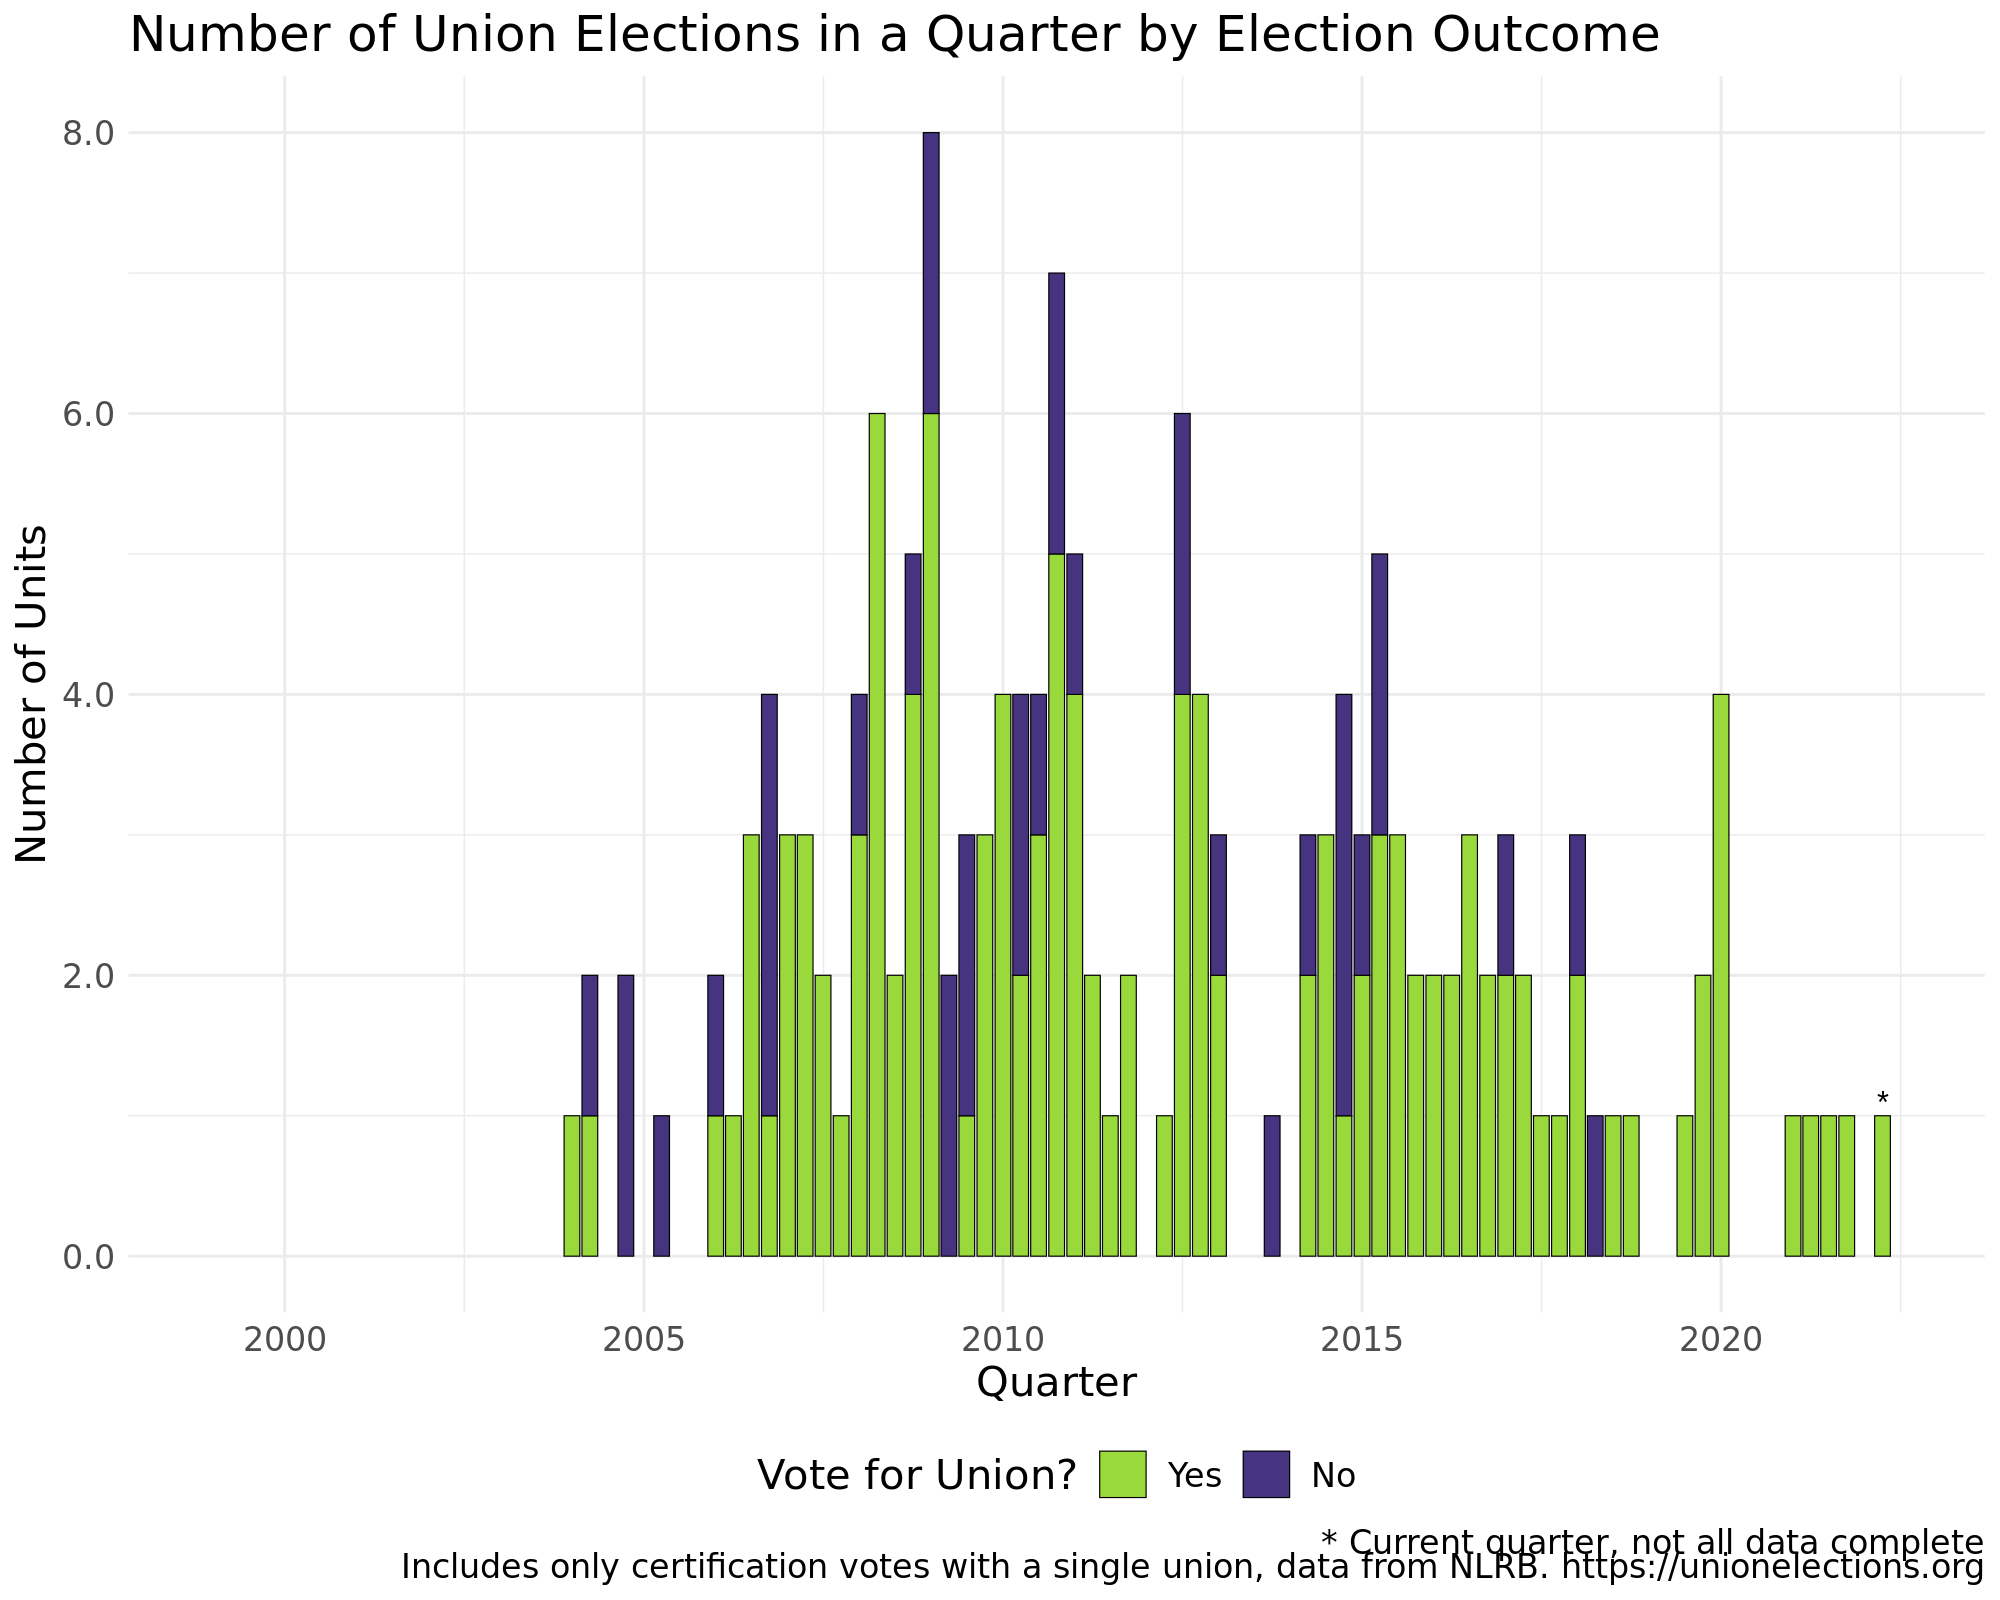 Number of Union Elections in a Quarter by Election Outcome
8.0
6.0
4.0
2.0
0.0
Number of Units
*
2000 2005 2010 2015 2020
Quarter
Vote for Union? Yes No
* Current quarter, not all data complete
Includes only certification votes with a single union, data from NLRB. https://unionelections.org